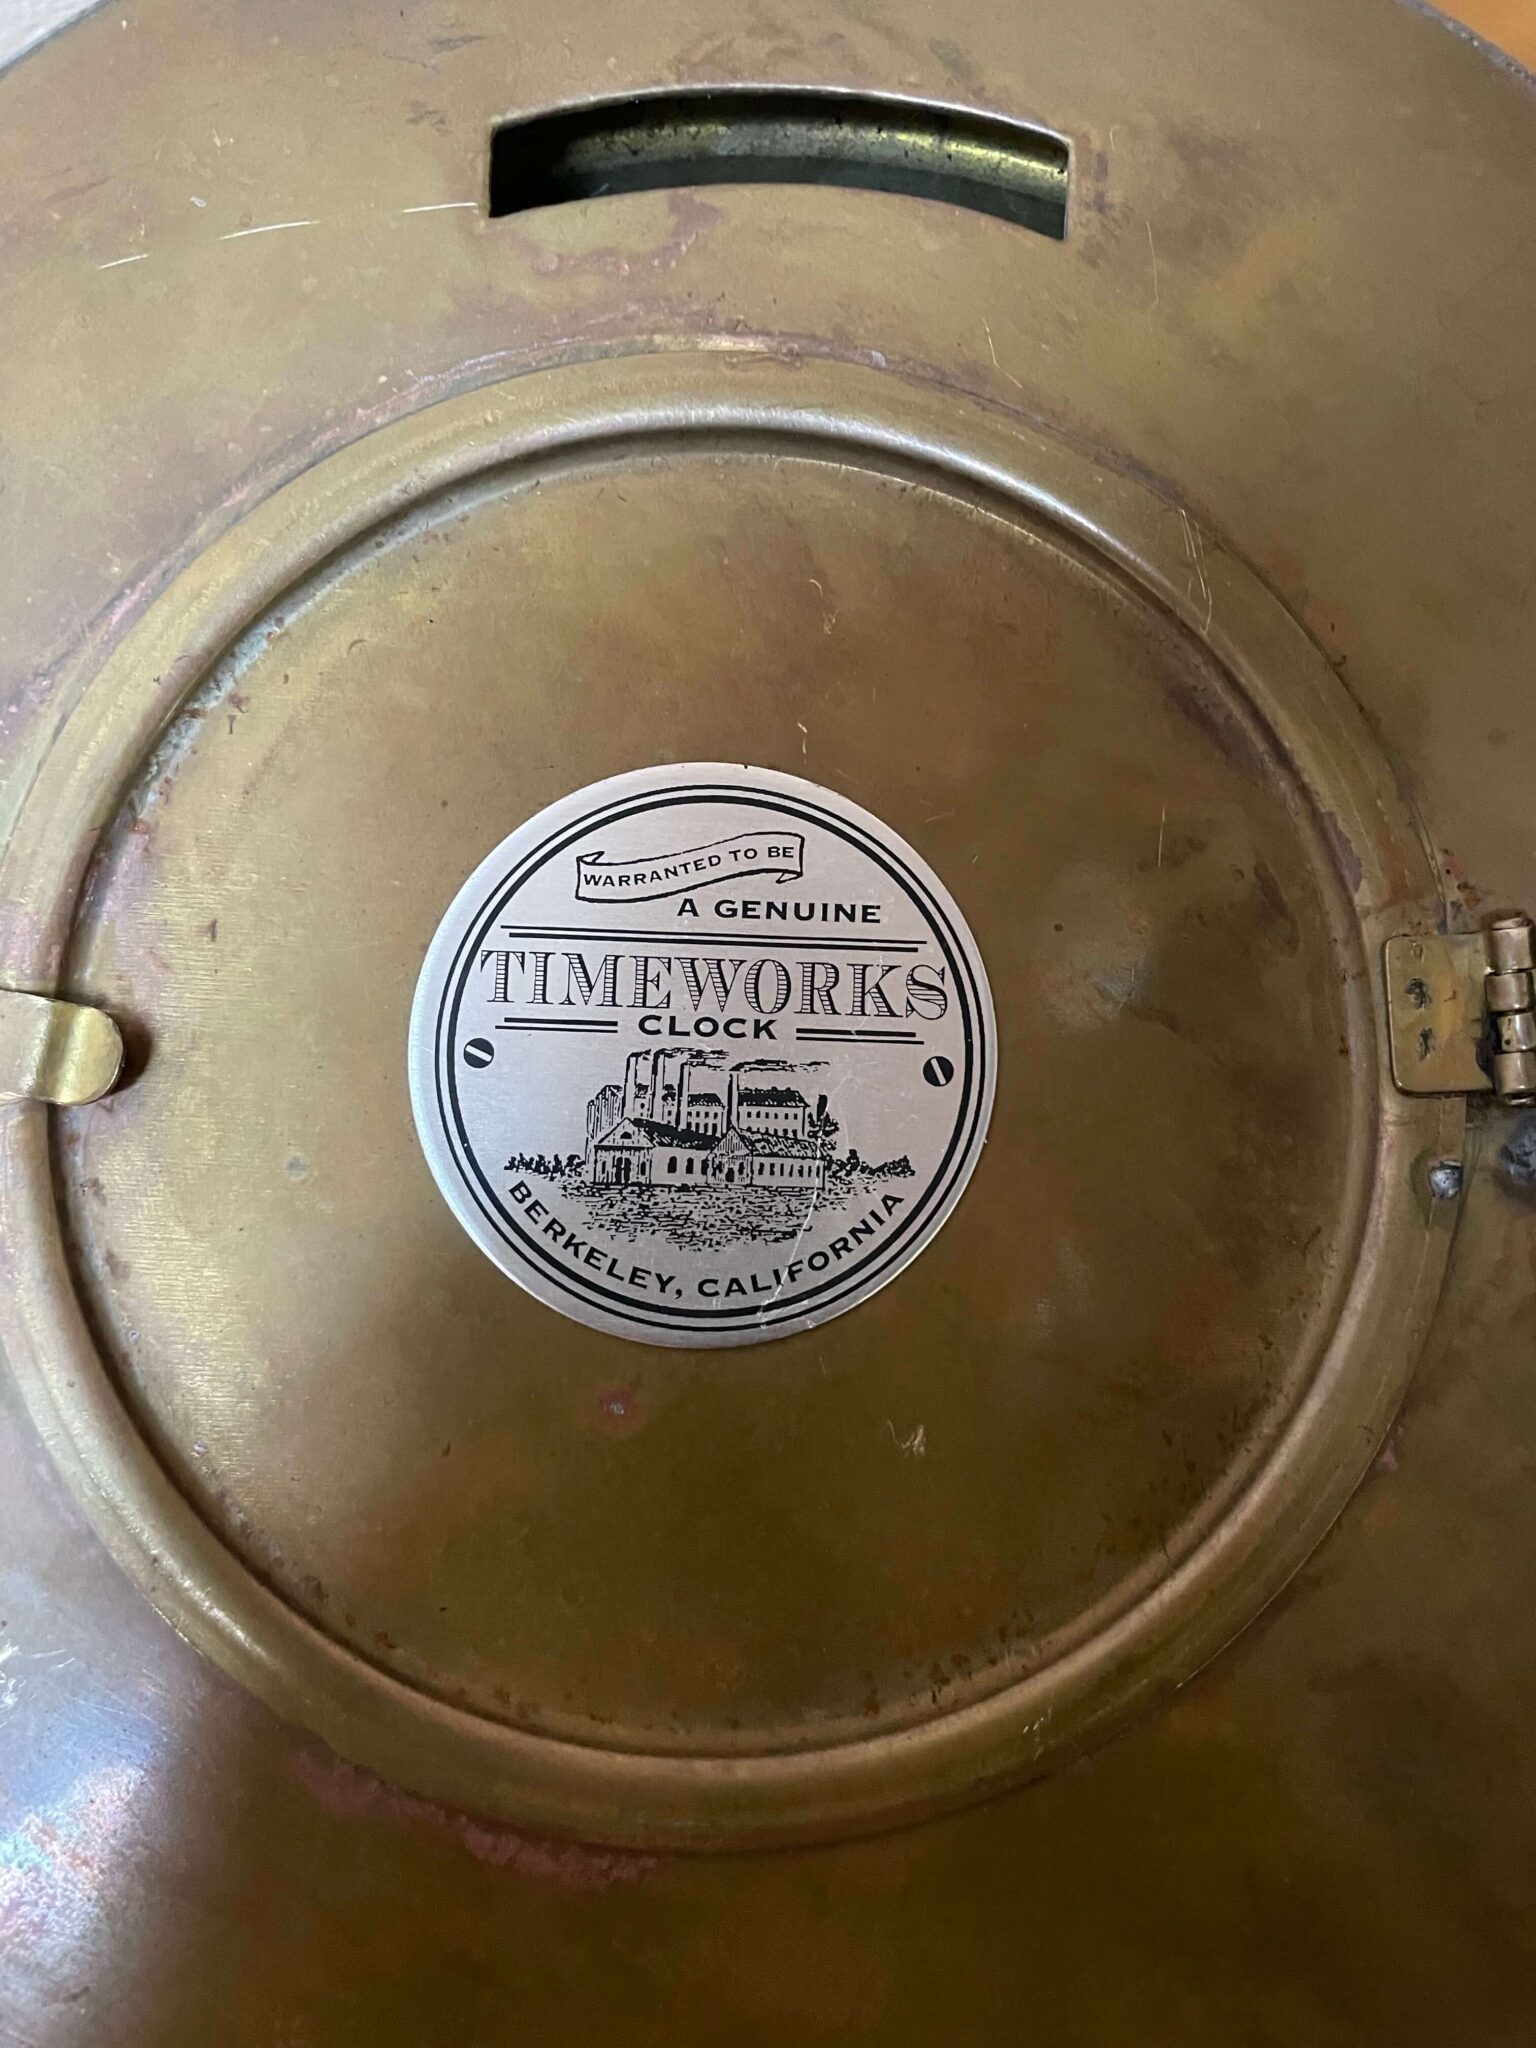 WARRANTED TO BE
A GENUINE
TIMEWORKS
CLOCK
BERKELEY, CALIFORNIA